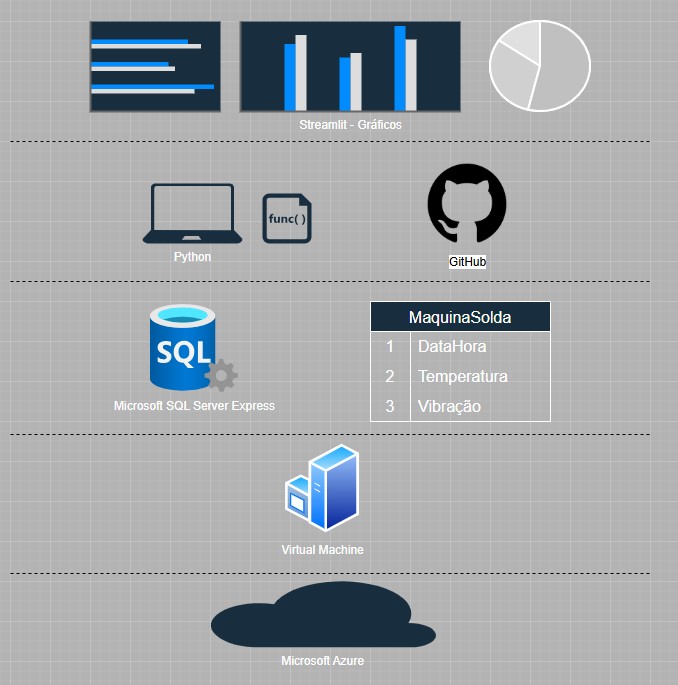 Streamlit - Gráficos
func( )
Python
GitHub
SQL
Microsoft SQL Server Express
MaquinaSolda
1 DataHora
2 Temperatura
3 Vibração
Virtual Machine
Microsoft Azure